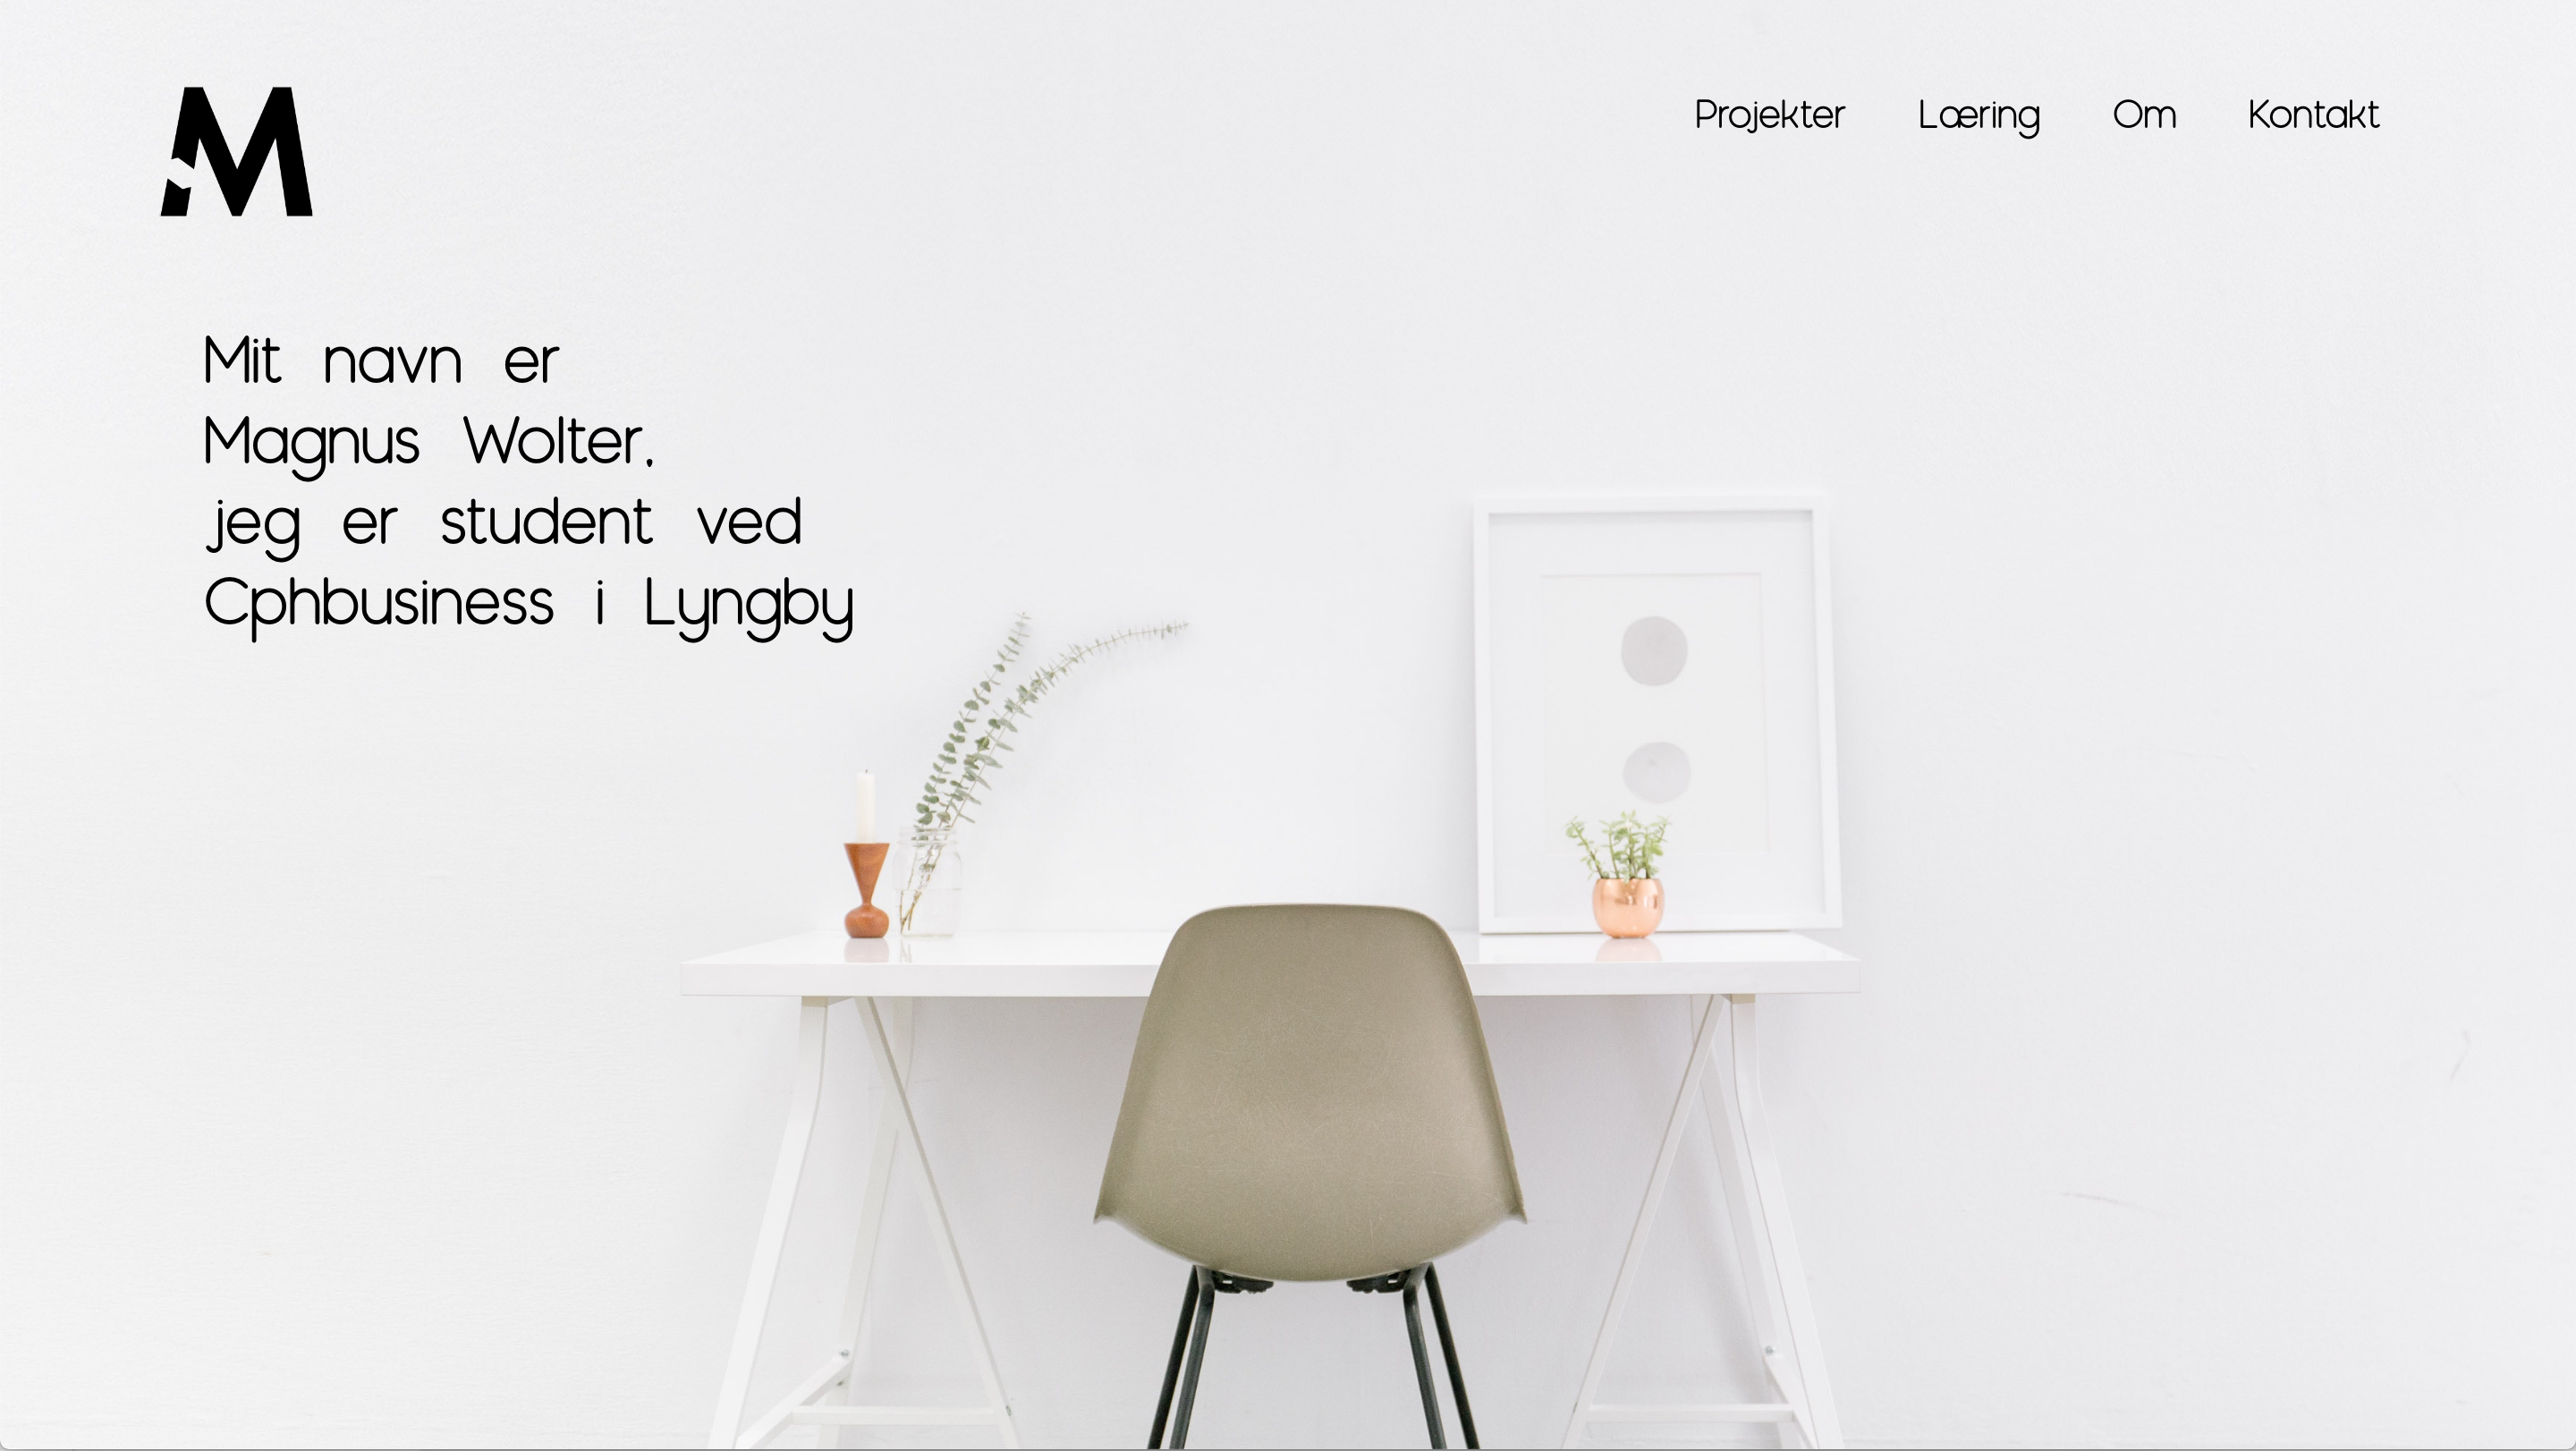 M
Projekter Læring Om Kontakt
Mit navn er
Magnus Wolter,
jeg er student ved
Cphbusiness i Lyngby